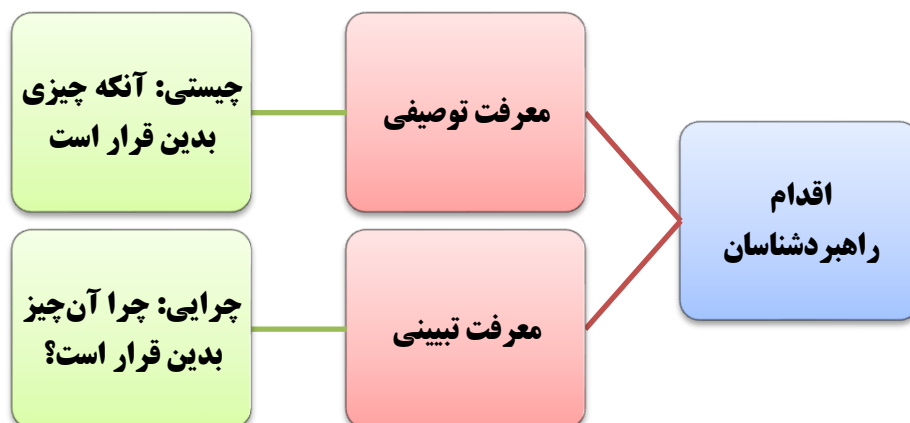 اقدام
راهبردشناسان
معرفت توصیفی
چیستی: آنکه چیزی
بدین قرار است
معرفت تبیینی
چرایی: چرا آن‌چیز
بدین قرار است؟